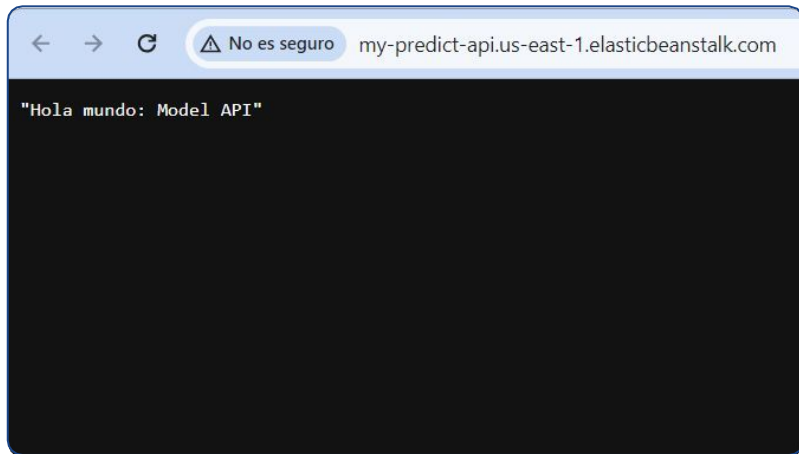 No es seguro my-predict-api.us-east-1.elasticbeanstalk.com
"Hola mundo: Model API"